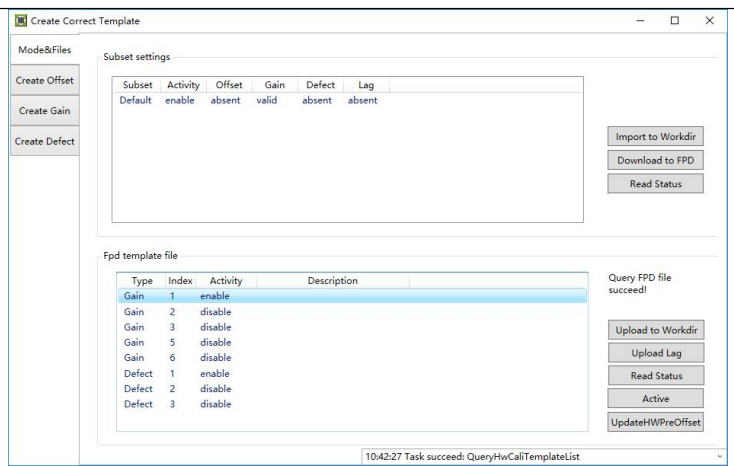 Create Correct Template
Mode&Files
Create Offset
Create Gain
Create Defect
Subset settings
Subset Activity Offset Gain Defect Lag
Default enable absent valid absent absent
Import to Workdir
Download to FPD
Read Status
Fpd template file
Type Index Activity Description
Gain 1 enable
Gain 2 disable
Gain 3 disable
Gain 5 disable
Gain 6 disable
Defect 1 enable
Defect 2 disable
Defect 3 disable
Query FPD file
succeed!
Upload to Workdir
Upload Lag
Read Status
Active
UpdateHWPreOffset
10:42:27 Task succeed: QueryHwCaliTemplateList